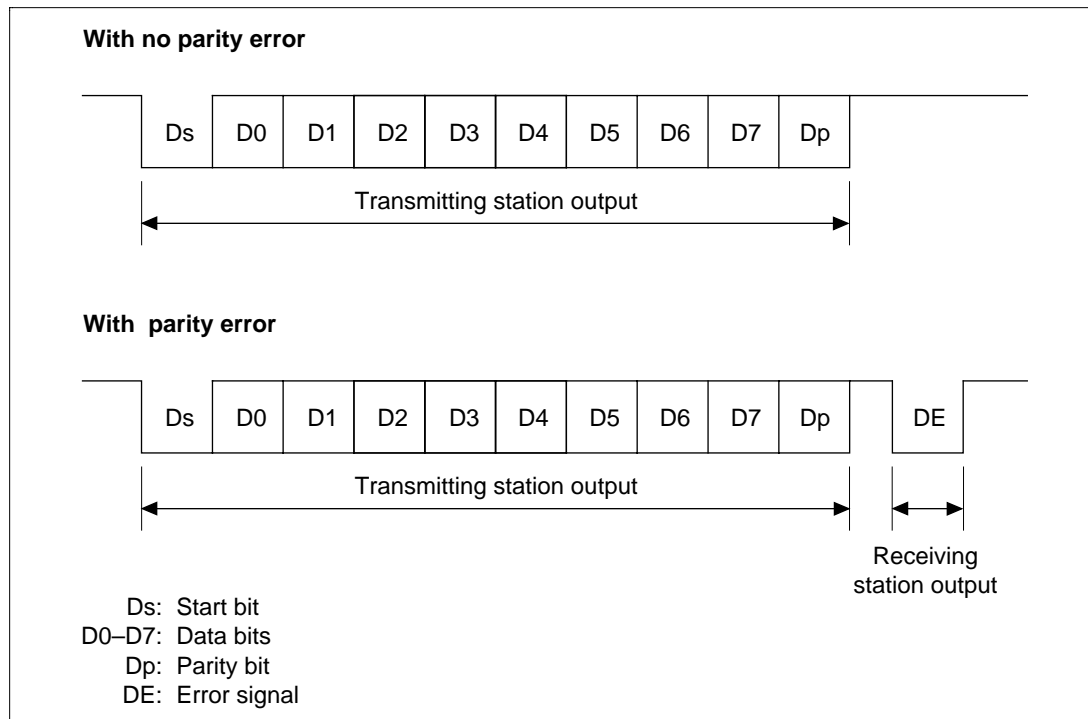 With no parity error
Ds D0 D1 D2 D3 D4 D5 D6 D7 Dp
Transmitting station output
With parity error
Ds D0 D1 D2 D3 D4 D5 D6 D7 Dp DE
Transmitting station output
Receiving
station output
Ds: Start bit
D0–D7: Data bits
Dp: Parity bit
DE: Error signal